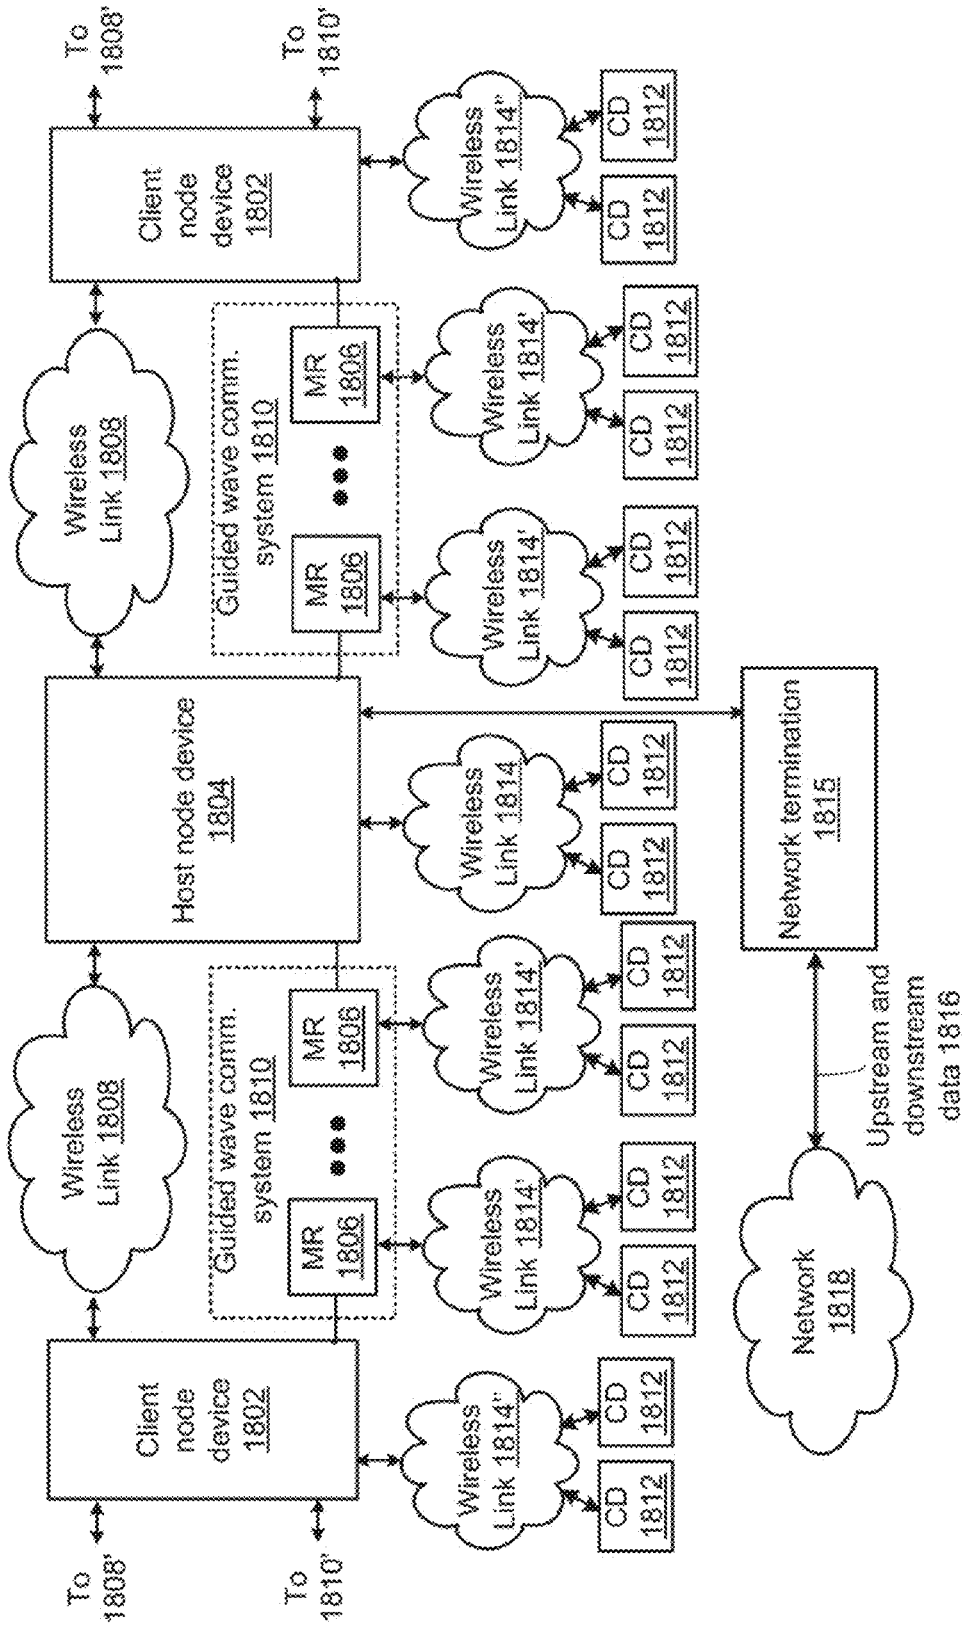 To
1808'
Wireless
Link 1808
Wireless
Link 1808
To
1808'
Client
node
device
1802
Host node device
1804
Client
node
device
1802
To
1810'
Guided wave comm.
system 1810
MR
1806
MR
1806
Guided wave comm.
system 1810
MR
1806
MR
1806
To
1810'
Wireless
Link 1814"
Wireless
Link 1814'
Wireless
Link 1814'
Wireless
Link 1814
Wireless
Link 1814'
Wireless
Link 1814'
Wireless
Link 1814"
CD
1812
CD
1812
CD
1812
CD
1812
CD
1812
CD
1812
CD
1812
CD
1812
CD
1812
CD
1812
CD
1812
CD
1812
CD
1812
CD
1812
Network
1818
Upstream and
downstream
data 1816
Network termination
1815